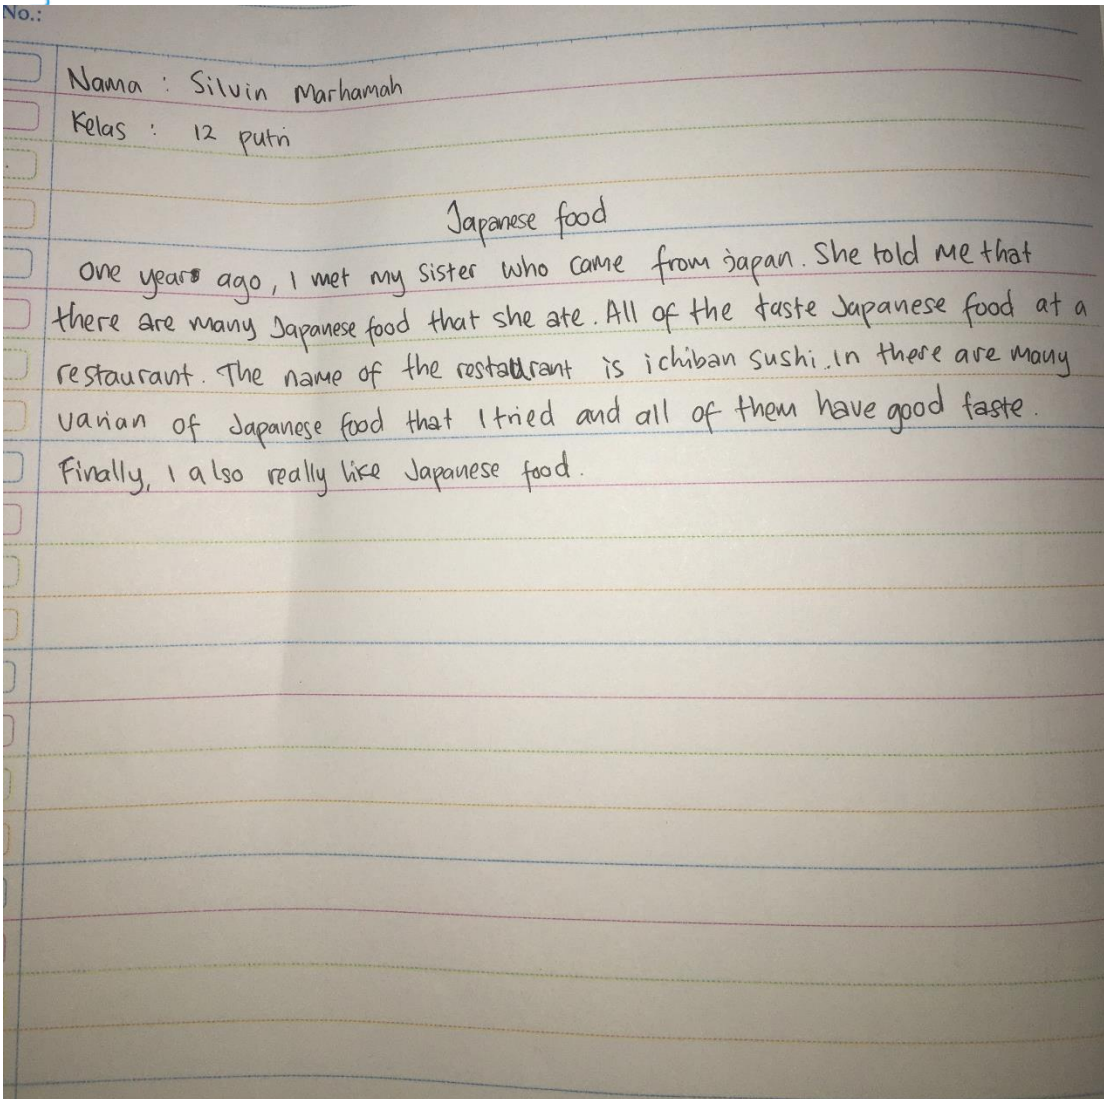 No.:
Nama : Silvin Marhamah
Kelas : 12 putri
Japanese food
One years ago, I met my sister who came from japan. She told me that
there are many Japanese food that she ate. All of the taste Japanese food at a
restaurant. The name of the restaurant is ichiban sushi. in there are many
varian of Japanese food that I tried and all of them have good taste.
Finally, I also really like Japanese food.